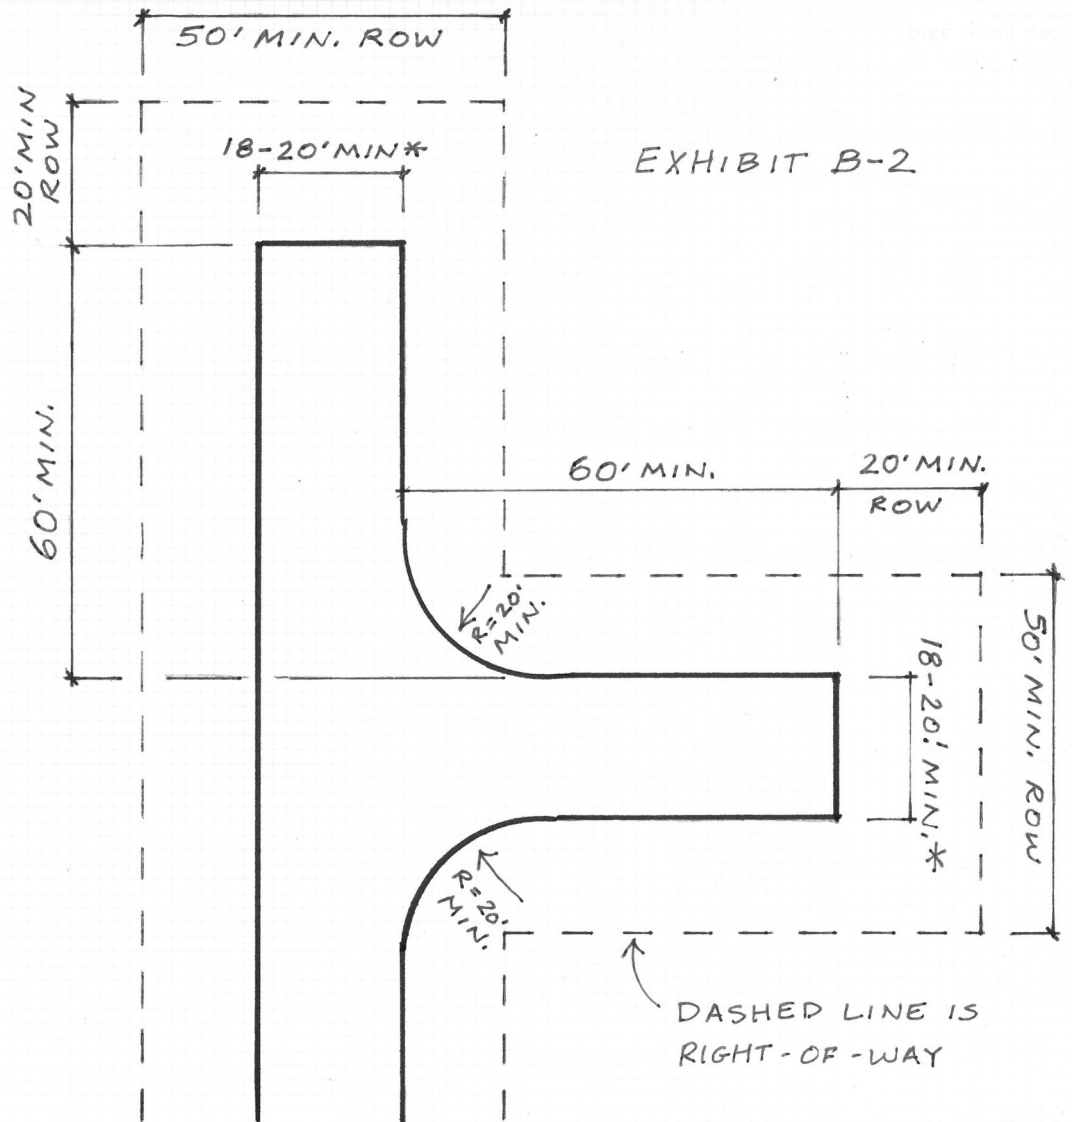 50' MIN. ROW
20' MIN
ROW
18-20' MIN*
EXHIBIT B-2
60' MIN.
60' MIN.
20' MIN.
ROW
R=20'
MIN.
18-20' MIN.*
50' MIN. ROW
R=20'
MIN.
DASHED LINE IS
RIGHT-OF-WAY